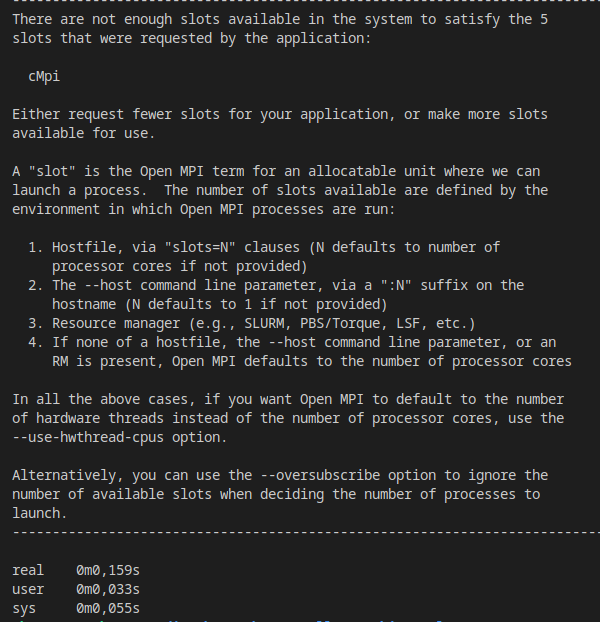 There are not enough slots available in the system to satisfy the 5
slots that were requested by the application:
cMpi
Either request fewer slots for your application, or make more slots
available for use.
A "slot" is the Open MPI term for an allocatable unit where we can
launch a process.  The number of slots available are defined by the
environment in which Open MPI processes are run:
1. Hostfile, via "slots=N" clauses (N defaults to number of
processor cores if not provided)
2. The --host command line parameter, via a ":N" suffix on the
hostname (N defaults to 1 if not provided)
3. Resource manager (e.g., SLURM, PBS/Torque, LSF, etc.)
4. If none of a hostfile, the --host command line parameter, or an
RM is present, Open MPI defaults to the number of processor cores
In all the above cases, if you want Open MPI to default to the number
of hardware threads instead of the number of processor cores, use the
--use-hwthread-cpus option.
Alternatively, you can use the --oversubscribe option to ignore the
number of available slots when deciding the number of processes to
launch.
--------------------------------------------------------------------------
real    0m0,159s
user    0m0,033s
sys     0m0,055s